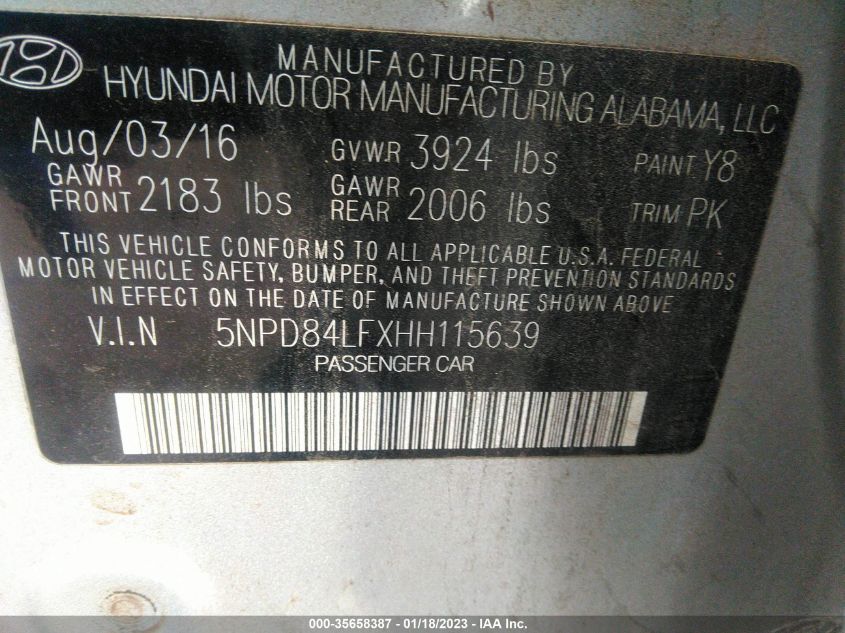 MANUFACTURED BY
HYUNDAI MOTOR MANUFACTURING ALABAMA, LLC
Aug/03/16 GVWR 3924 lbs PAINT Y8
GAWR FRONT 2183 lbs GAWR REAR 2006 lbs TRIM PK
THIS VEHICLE CONFORMS TO ALL APPLICABLE U.S.A. FEDERAL
MOTOR VEHICLE SAFETY, BUMPER, AND THEFT PREVENTION STANDARDS
IN EFFECT ON THE DATE OF MANUFACTURE SHOWN ABOVE
V.I.N 5NPD84LFXHH115639
PASSENGER CAR
000-35658387 - 01/18/2023 - IAA Inc.